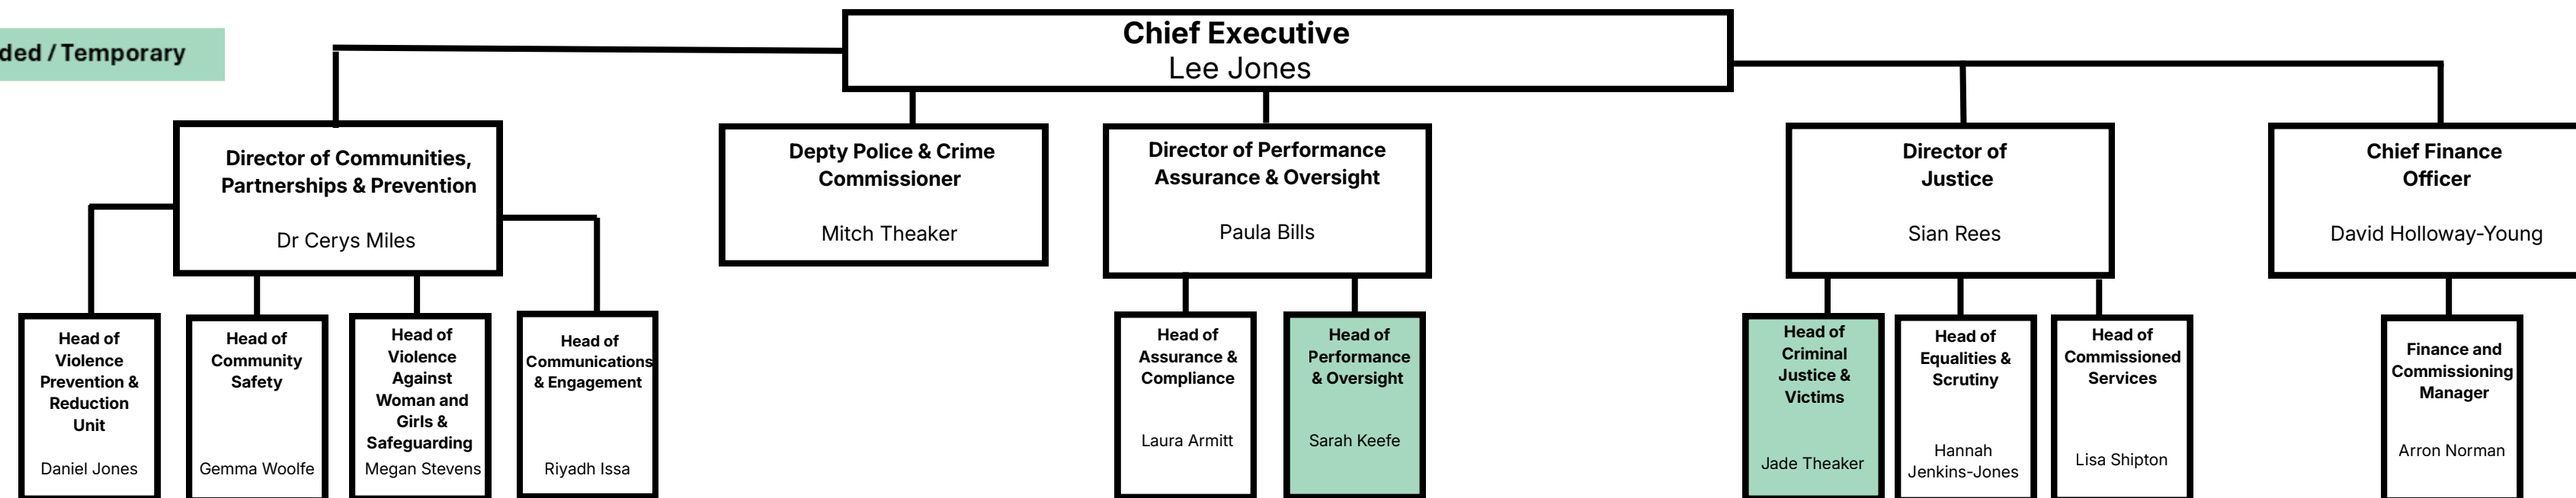 Chief Executive
Lee Jones
ded / Temporary
Director of Communities,
Partnerships & Prevention
Dr Cerys Miles
Depty Police & Crime
Commissioner
Mitch Theaker
Director of Performance
Assurance & Oversight
Paula Bills
Director of
Justice
Sian Rees
Chief Finance
Officer
David Holloway-Young
Head of
Violence
Prevention &
Reduction
Unit
Daniel Jones
Head of
Community
Safety
Gemma Woolfe
Head of
Violence
Against
Woman and
Girls &
Safeguarding
Megan Stevens
Head of
Communications
& Engagement
Riyadh Issa
Head of
Assurance &
Compliance
Laura Armitt
Head of
Performance
& Oversight
Sarah Keefe
Head of
Criminal
Justice &
Victims
Jade Theaker
Head of
Equalities &
Scrutiny
Hannah
Jenkins-Jones
Head of
Commissioned
Services
Lisa Shipton
Finance and
Commissioning
Manager
Arron Norman